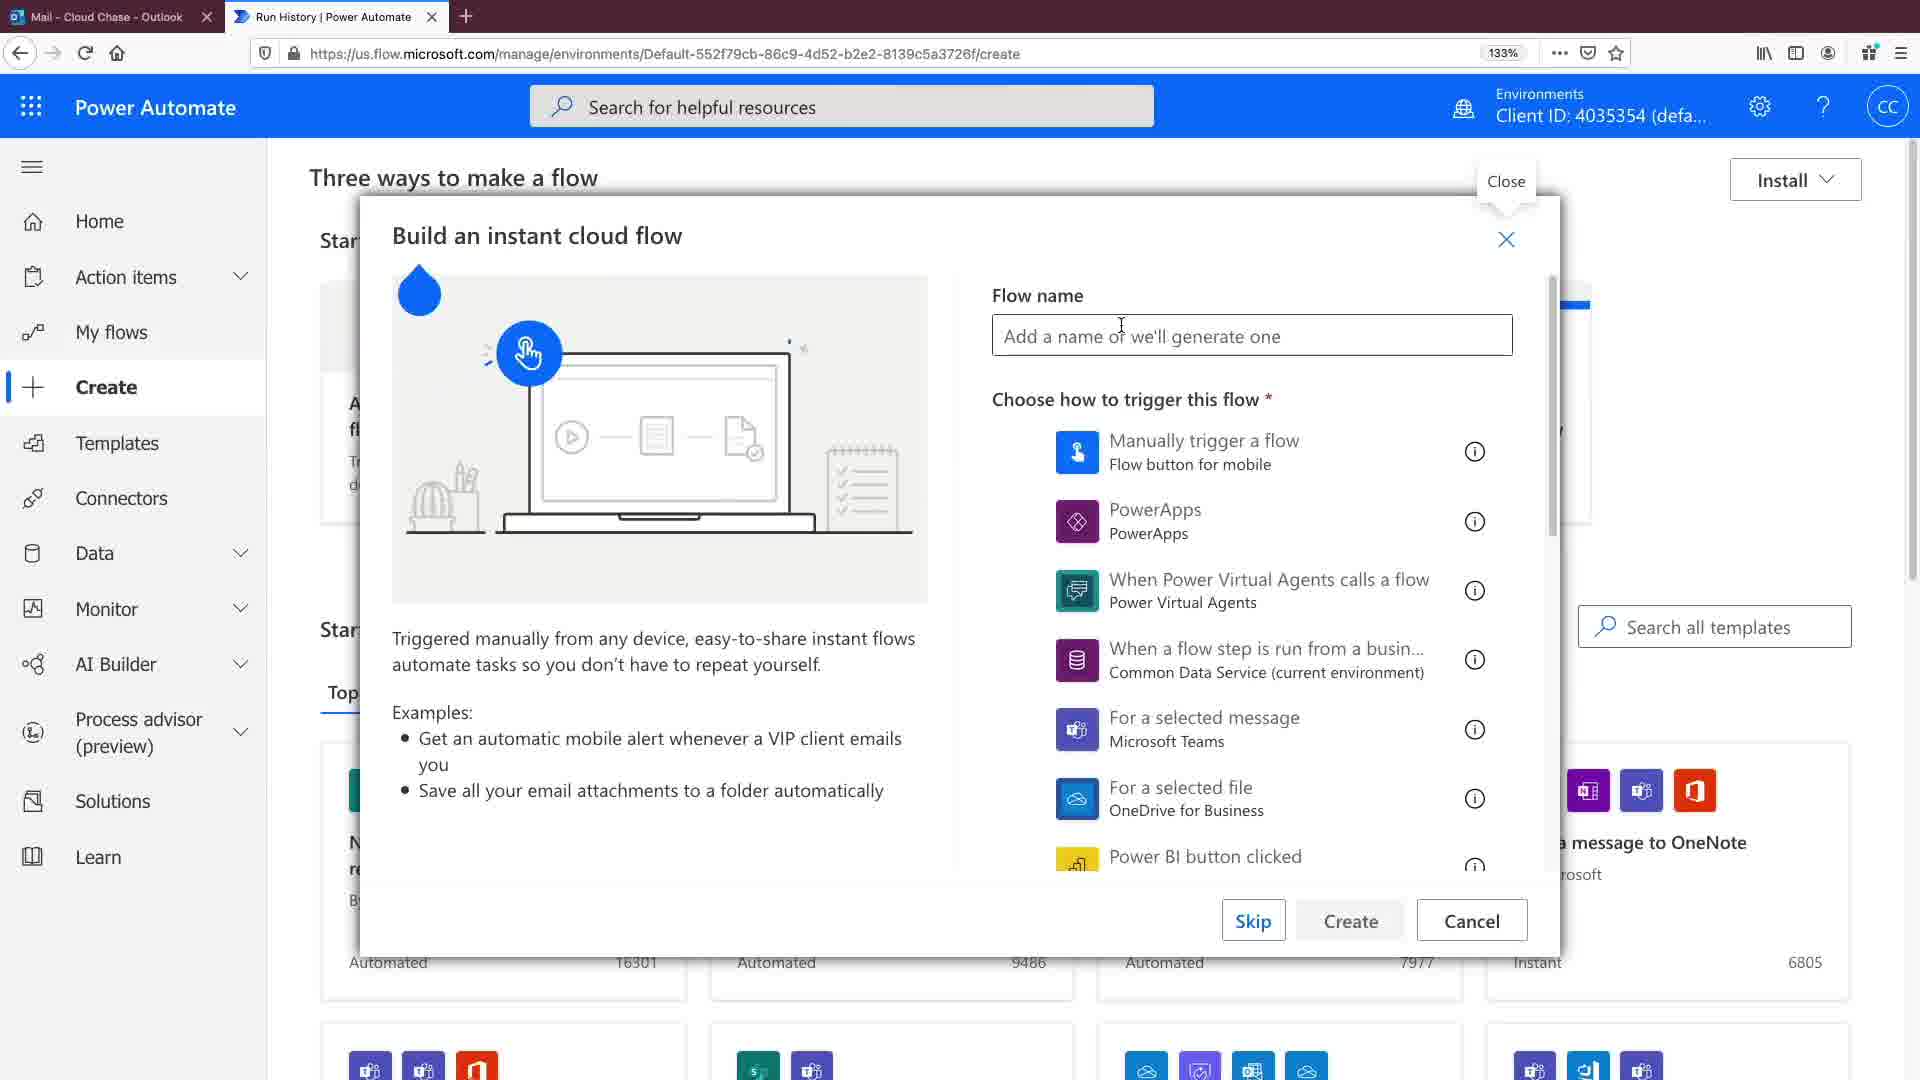 Mail - Cloud Chase - Outlook
Run History | Power Automate
https://us.flow.microsoft.com/manage/environments/Default-552f79cb-86c9-4d52-b2e2-8139c5a3726f/create
133%
Power Automate
Search for helpful resources
Environments
Client ID: 4035354 (defa...
CC
Home
Action items
My flows
Create
Templates
Connectors
Data
Monitor
AI Builder
Process advisor
(preview)
Solutions
Learn
Three ways to make a flow
Install
Close
Star
Build an instant cloud flow
Triggered manually from any device, easy-to-share instant flows
automate tasks so you don't have to repeat yourself.
Examples:
Get an automatic mobile alert whenever a VIP client emails
you
Save all your email attachments to a folder automatically
Flow name
Add a name or we'll generate one
Choose how to trigger this flow *
Manually trigger a flow
Flow button for mobile
PowerApps
PowerApps
When Power Virtual Agents calls a flow
Power Virtual Agents
When a flow step is run from a busin...
Common Data Service (current environment)
For a selected message
Microsoft Teams
For a selected file
OneDrive for Business
Power BI button clicked
Skip
Create
Cancel
Star
Search all templates
Top
a message to OneNote
rosoft
Automated 16301
Automated 9486
Automated 7977
Instant 6805